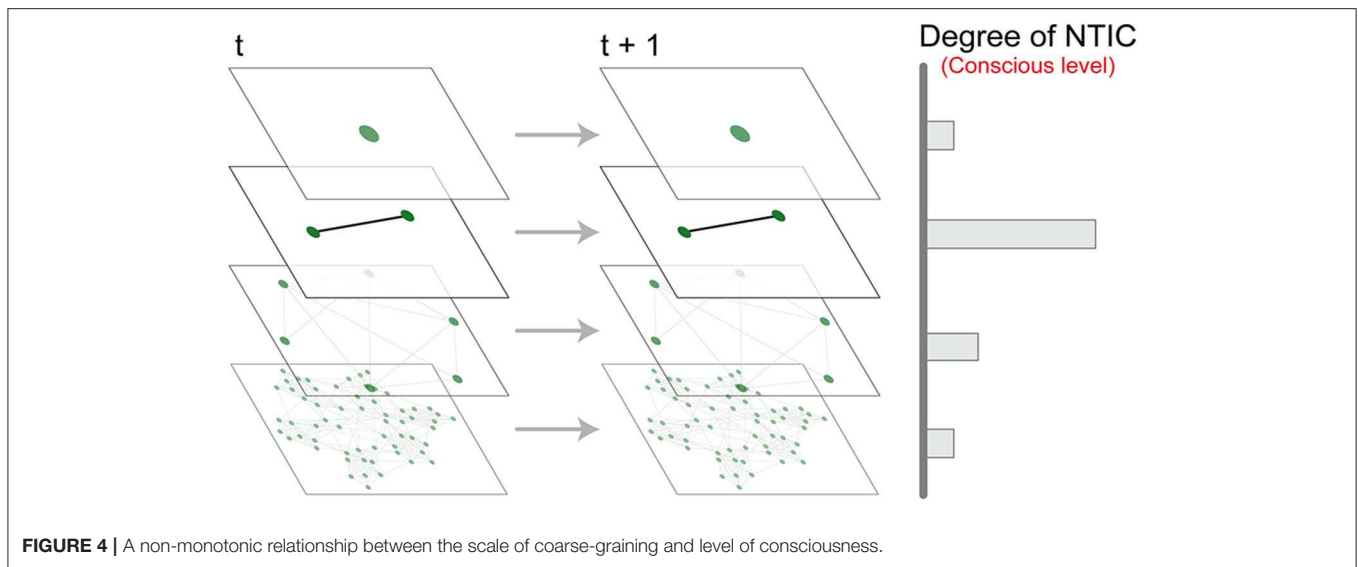 t
t + 1
Degree of NTIC
(Conscious level)
FIGURE 4 | A non-monotonic relationship between the scale of coarse-graining and level of consciousness.